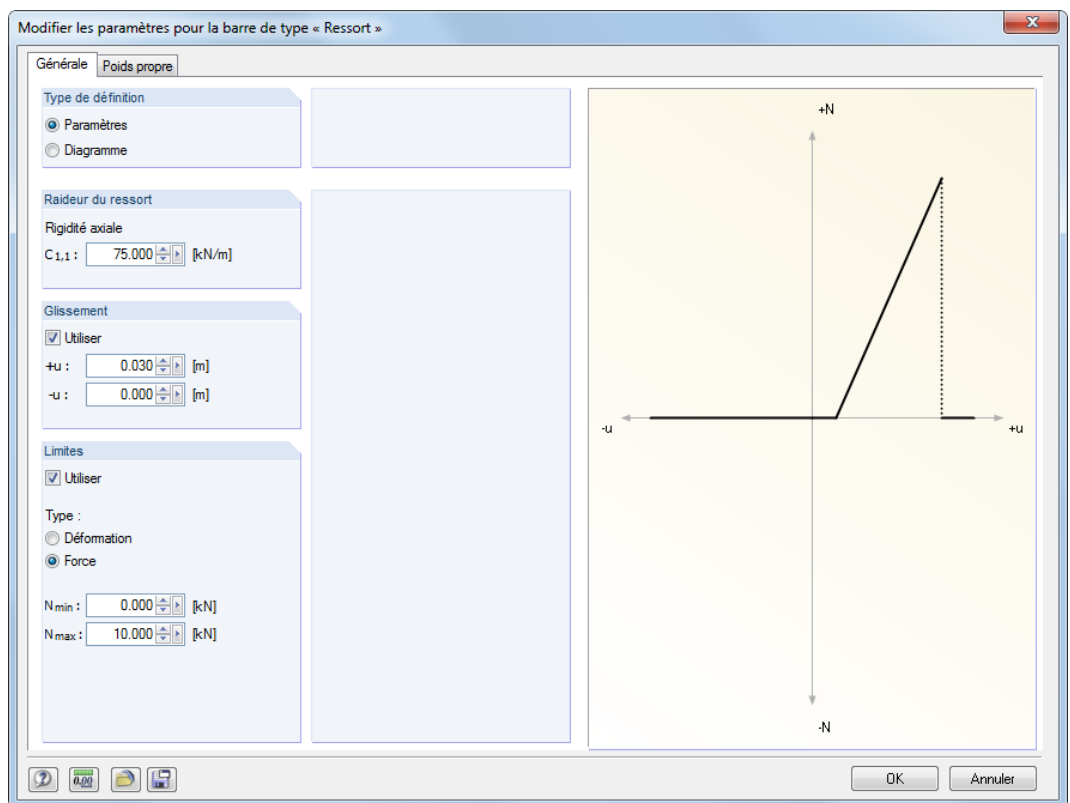 Modifier les paramètres pour la barre de type « Ressort »
Générale
Poids propre
Type de définition
Paramètres
Diagramme
Raideur du ressort
Rigidité axiale
C1,1 : 75.000 [kN/m]
Glissement
Utiliser
+u : 0.030 [m]
-u : 0.000 [m]
Limites
Utiliser
Type :
Déformation
Force
Nmin : 0.000 [kN]
Nmax : 10.000 [kN]
+N
-u
+u
-N
0.00
OK
Annuler